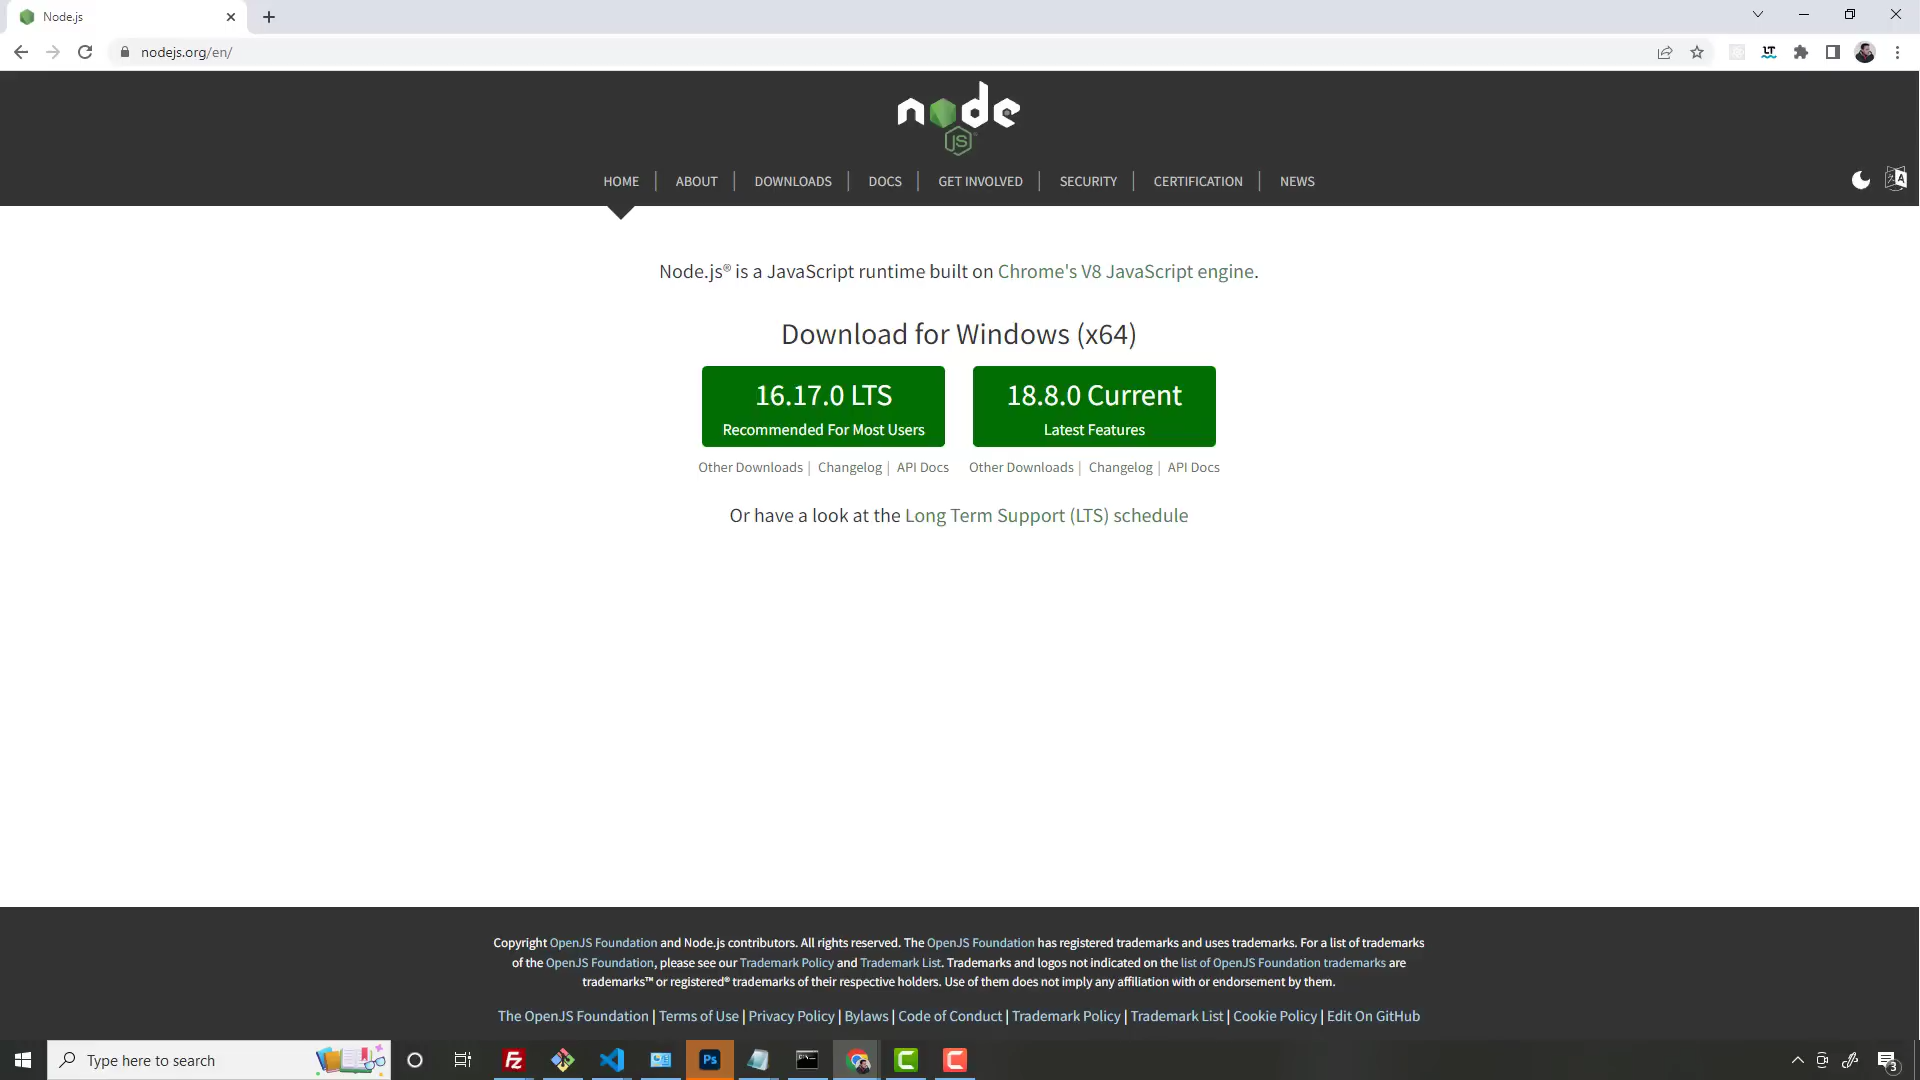 Node.js
nodejs.org/en/
node
JS
HOME | ABOUT | DOWNLOADS | DOCS | GET INVOLVED | SECURITY | CERTIFICATION | NEWS
Node.js® is a JavaScript runtime built on Chrome's V8 JavaScript engine.
Download for Windows (x64)
16.17.0 LTS
Recommended For Most Users
18.8.0 Current
Latest Features
Other Downloads | Changelog | API Docs
Other Downloads | Changelog | API Docs
Or have a look at the Long Term Support (LTS) schedule
Copyright OpenJS Foundation and Node.js contributors. All rights reserved. The OpenJS Foundation has registered trademarks and uses trademarks. For a list of trademarks
of the OpenJS Foundation, please see our Trademark Policy and Trademark List. Trademarks and logos not indicated on the list of OpenJS Foundation trademarks are
trademarks™ or registered® trademarks of their respective holders. Use of them does not imply any affiliation with or endorsement by them.
The OpenJS Foundation | Terms of Use | Privacy Policy | Bylaws | Code of Conduct | Trademark Policy | Trademark List | Cookie Policy | Edit On GitHub
Type here to search
Fz
Ps
C
C
3
LT
A